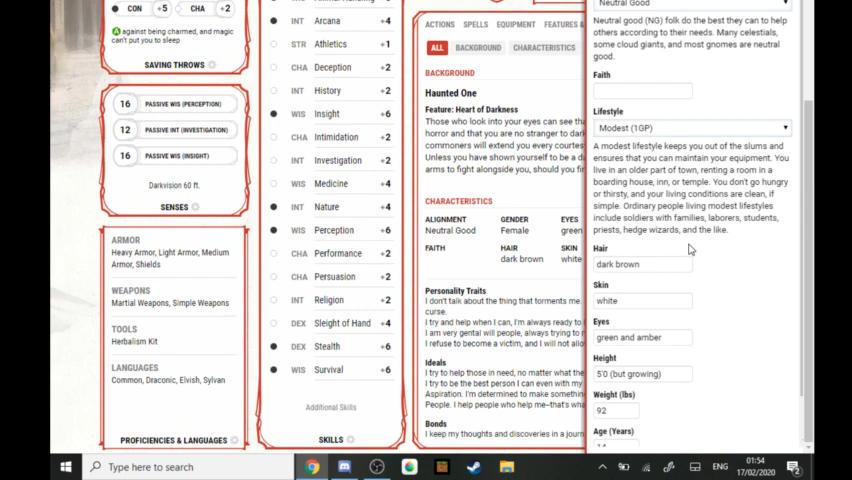 CON +5 CHA +2
A against being charmed, and magic
can't put you to sleep
SAVING THROWS
16 PASSIVE WIS (PERCEPTION)
12 PASSIVE INT (INVESTIGATION)
16 PASSIVE WIS (INSIGHT)
Darkvision 60 ft.
SENSES
ARMOR
Heavy Armor, Light Armor, Medium
Armor, Shields
WEAPONS
Martial Weapons, Simple Weapons
TOOLS
Herbalism Kit
LANGUAGES
Common, Draconic, Elvish, Sylvan
PROFICIENCIES & LANGUAGES
INT Arcana +4
STR Athletics +1
CHA Deception +2
INT History +2
WIS Insight +6
CHA Intimidation +2
INT Investigation +2
WIS Medicine +4
INT Nature +4
WIS Perception +6
CHA Performance +2
CHA Persuasion +2
INT Religion +2
DEX Sleight of Hand +4
DEX Stealth +6
WIS Survival +6
Additional Skills
SKILLS
ACTIONS SPELLS EQUIPMENT FEATURES &
ALL BACKGROUND CHARACTERISTICS
BACKGROUND
Haunted One
Feature: Heart of Darkness
Those who look into your eyes can see tha
horror and that you are no stranger to dark
commoners will extend you every courtesy
Unless you have shown yourself to be a da
arms to fight alongside you, should you fin
CHARACTERISTICS
ALIGNMENT GENDER EYES
Neutral Good Female green
FAITH HAIR SKIN
dark brown white
Personality Traits
I don't talk about the thing that torments me.
curse.
I try and help when I can, I'm always ready to
I am very gental will people, always trying to
I refuse to become a victim, and I will not allo
Ideals
I try to help those in need, no matter what the
I try to be the best person I can even with my
Aspiration. I'm determined to make something
People. I help people who help me–that's wha
Bonds
I keep my thoughts and discoveries in a journ
Neutral Good
Neutral good (NG) folk do the best they can to help
others according to their needs. Many celestials,
some cloud giants, and most gnomes are neutral
good.
Faith
Lifestyle
Modest (1GP)
A modest lifestyle keeps you out of the slums and
ensures that you can maintain your equipment. You
live in an older part of town, renting a room in a
boarding house, inn, or temple. You don't go hungry
or thirsty, and your living conditions are clean, if
simple. Ordinary people living modest lifestyles
include soldiers with families, laborers, students,
priests, hedge wizards, and the like.
Hair
dark brown
Skin
white
Eyes
green and amber
Height
5'0 (but growing)
Weight (lbs)
92
Age (Years)
14
Type here to search
ENG
01:54
17/02/2020
2